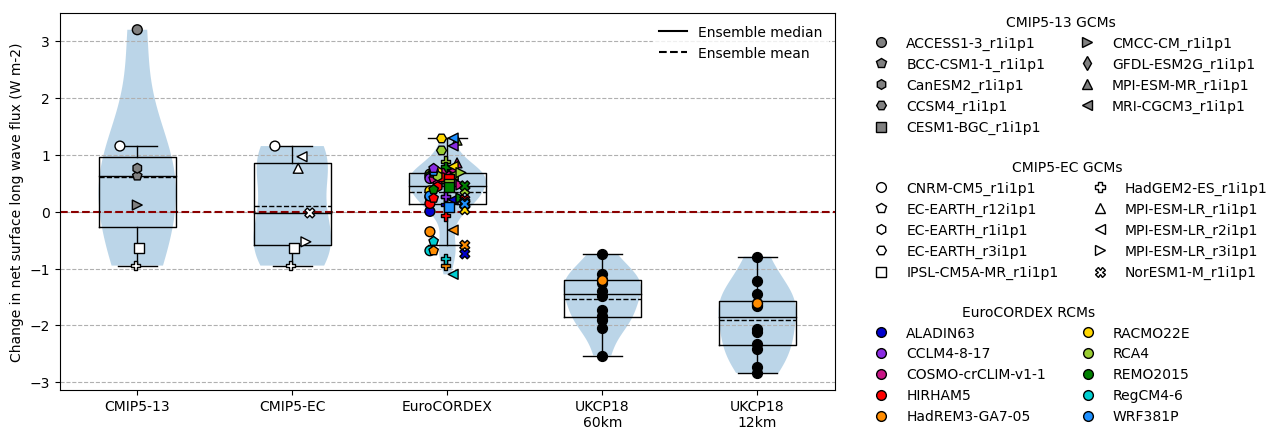 Change in net surface long wave flux (W m-2)
3
2
1
0
−1
−2
−3
Ensemble median
Ensemble mean
CMIP5-13
CMIP5-EC
EuroCORDEX
UKCP18
60km
UKCP18
12km
CMIP5-13 GCMs
ACCESS1-3_r1i1p1
BCC-CSM1-1_r1i1p1
CanESM2_r1i1p1
CCSM4_r1i1p1
CESM1-BGC_r1i1p1
CMCC-CM_r1i1p1
GFDL-ESM2G_r1i1p1
MPI-ESM-MR_r1i1p1
MRI-CGCM3_r1i1p1
CMIP5-EC GCMs
CNRM-CM5_r1i1p1
EC-EARTH_r12i1p1
EC-EARTH_r1i1p1
EC-EARTH_r3i1p1
IPSL-CM5A-MR_r1i1p1
HadGEM2-ES_r1i1p1
MPI-ESM-LR_r1i1p1
MPI-ESM-LR_r2i1p1
MPI-ESM-LR_r3i1p1
NorESM1-M_r1i1p1
EuroCORDEX RCMs
ALADIN63
CCLM4-8-17
COSMO-crCLIM-v1-1
HIRHAM5
HadREM3-GA7-05
RACMO22E
RCA4
REMO2015
RegCM4-6
WRF381P